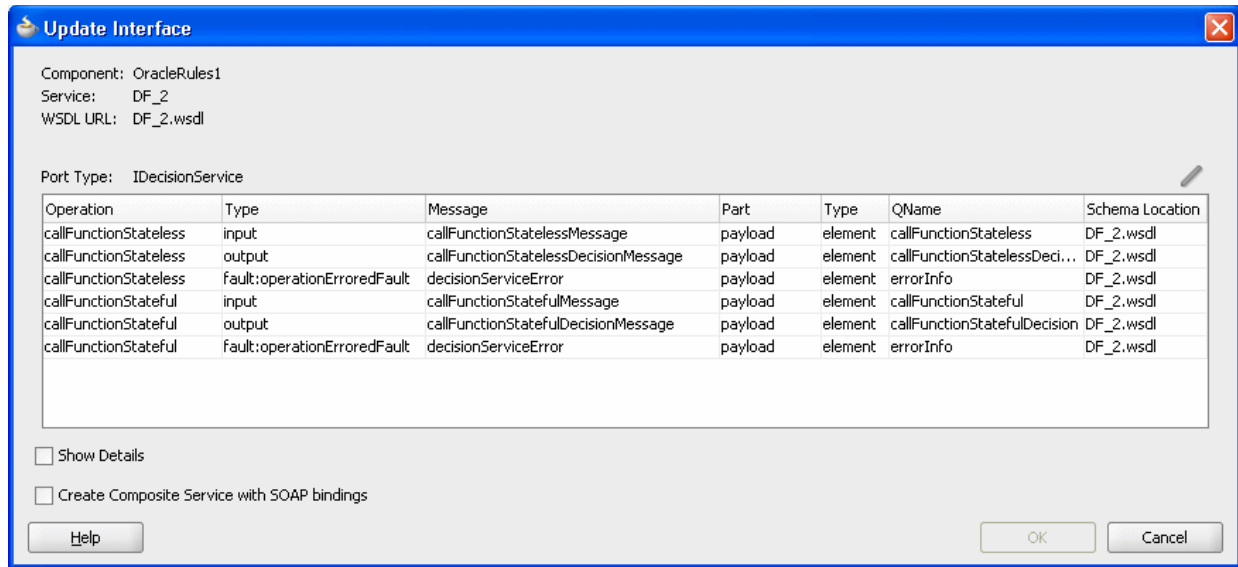 Update Interface
Component: OracleRules1
Service: DF_2
WSDL URL: DF_2.wsdl
Port Type: IDecisionService
Operation Type Message Part Type QName Schema Location
callFunctionStateless input callFunctionStatelessMessage payload element callFunctionStateless DF_2.wsdl
callFunctionStateless output callFunctionStatelessDecisionMessage payload element callFunctionStatelessDeci... DF_2.wsdl
callFunctionStateless fault:operationErroredFault decisionServiceError payload element errorInfo DF_2.wsdl
callFunctionStateful input callFunctionStatefulMessage payload element callFunctionStateful DF_2.wsdl
callFunctionStateful output callFunctionStatefulDecisionMessage payload element callFunctionStatefulDecision DF_2.wsdl
callFunctionStateful fault:operationErroredFault decisionServiceError payload element errorInfo DF_2.wsdl
Show Details
Create Composite Service with SOAP bindings
Help OK Cancel